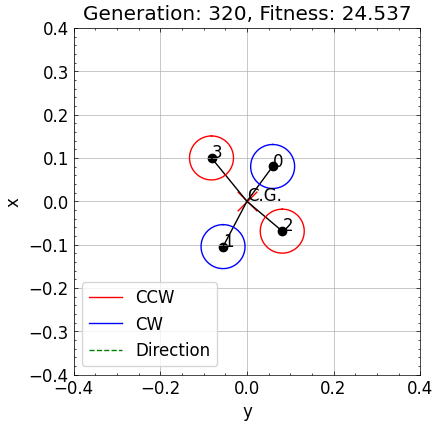 Generation: 320, Fitness: 24.537
0.4
0.3
0.2
0.1
0.0
−0.1
−0.2
−0.3
−0.4
x
3
0
C.G.
2
1
CCW
CW
Direction
−0.4 −0.2 0.0 0.2 0.4
y